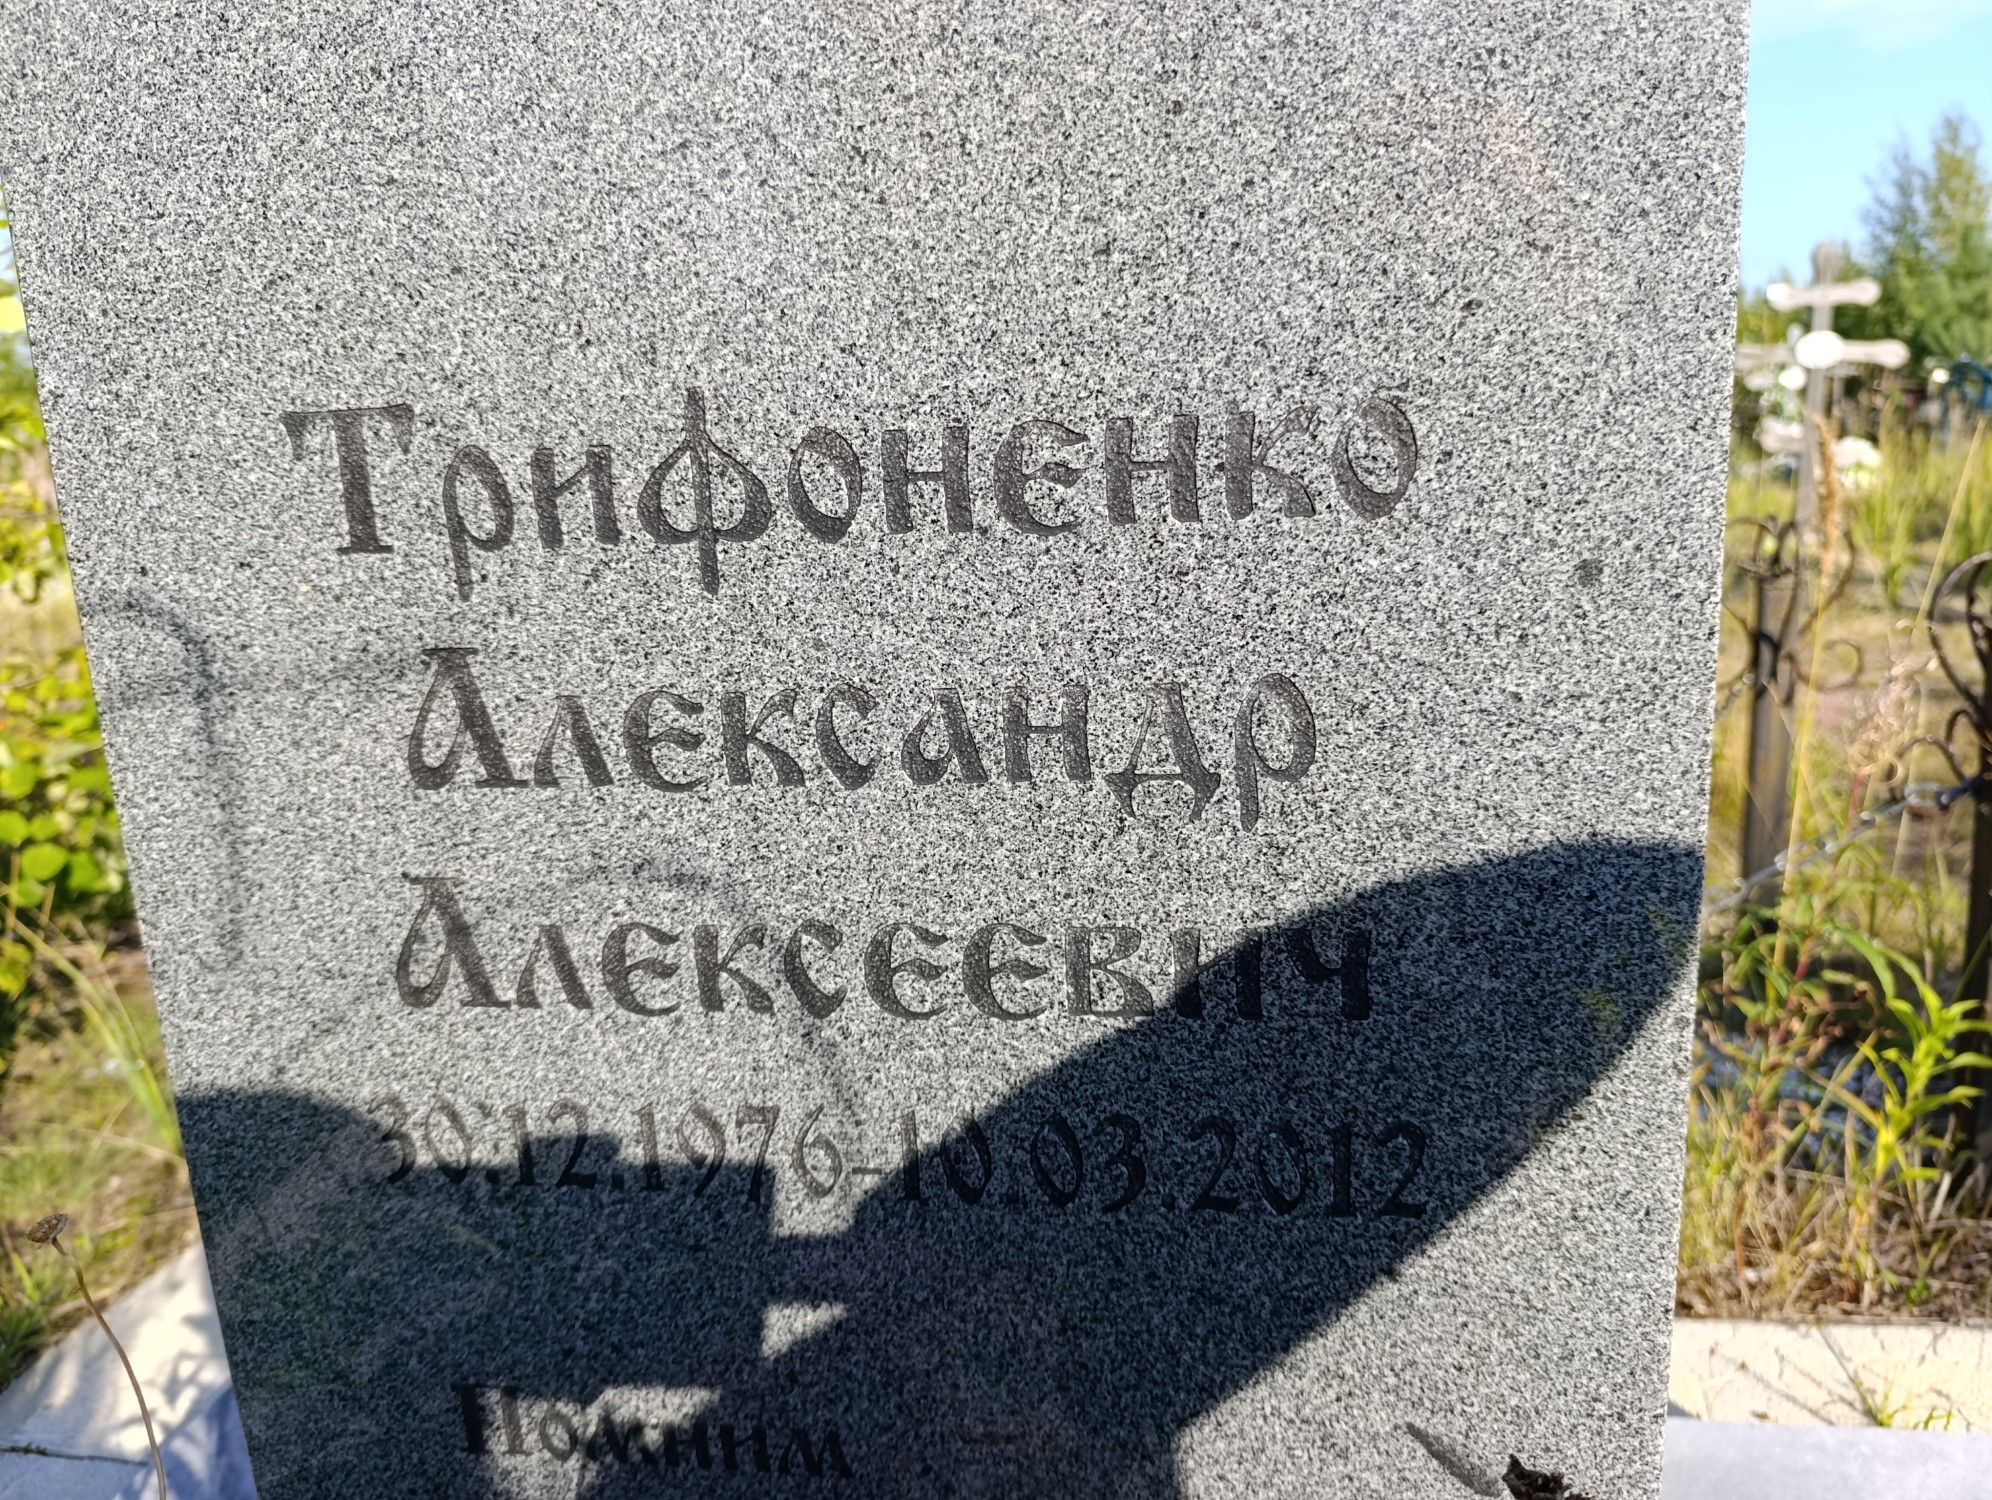 Трифоненко
Александр
Алексеевич
30.12.1976-10.03.2012
Помним